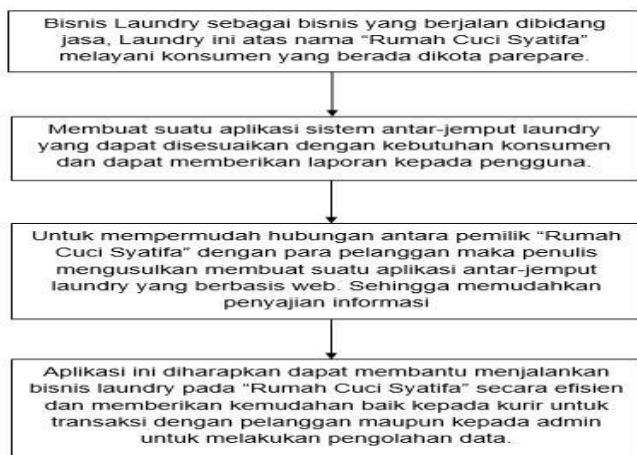 Bisnis Laundry sebagai bisnis yang berjalan dibidang
jasa, Laundry ini atas nama “Rumah Cuci Syatifa”
melayani konsumen yang berada dikota parepare.
Membuat suatu aplikasi sistem antar-jemput laundry
yang dapat disesuaikan dengan kebutuhan konsumen
dan dapat memberikan laporan kepada pengguna.
Untuk mempermudah hubungan antara pemilik “Rumah
Cuci Syatifa” dengan para pelanggan maka penulis
mengusulkan membuat suatu aplikasi antar-jemput
laundry yang berbasis web. Sehingga memudahkan
penyajian informasi
Aplikasi ini diharapkan dapat membantu menjalankan
bisnis laundry pada “Rumah Cuci Syatifa” secara efisien
dan memberikan kemudahan baik kepada kurir untuk
transaksi dengan pelanggan maupun kepada admin
untuk melakukan pengolahan data.